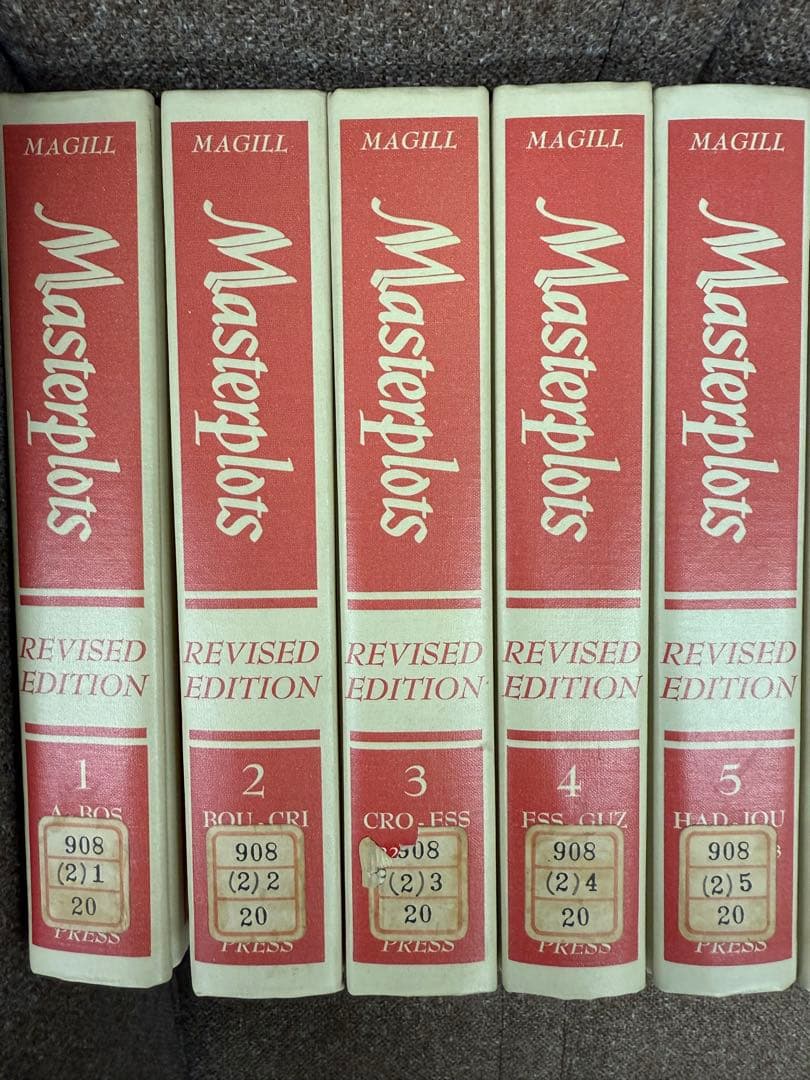 MAGILL
Masterplots
REVISED
EDITION
1
A-BOS
908
(2)1
20
PRESS
MAGILL
Masterplots
REVISED
EDITION
2
BOU-CRI
908
(2)2
20
PRESS
MAGILL
Masterplots
REVISED
EDITION
3
CRO-ESS
908
(2)3
20
PRESS
MAGILL
Masterplots
REVISED
EDITION
4
ESS-GUZ
908
(2)4
20
PRESS
MAGILL
Masterplots
REVISED
EDITION
5
HAD-JOU
908
(2)5
20
PRESS